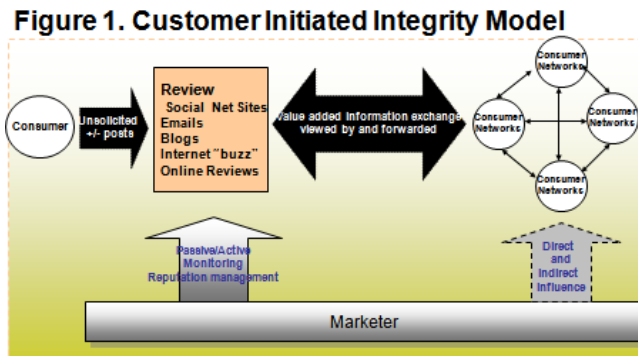 Figure 1. Customer Initiated Integrity Model
Consumer
Unsolicited
+/- posts
Review
Social Net Sites
Emails
Blogs
Internet "buzz"
Online Reviews
Value added Information exchange
viewed by and forwarded
Consumer
Networks
Consumer
Networks
Consumer
Networks
Consumer
Networks
Passive/Active
Monitoring
Reputation management
Direct
and
Indirect
Influence
Marketer